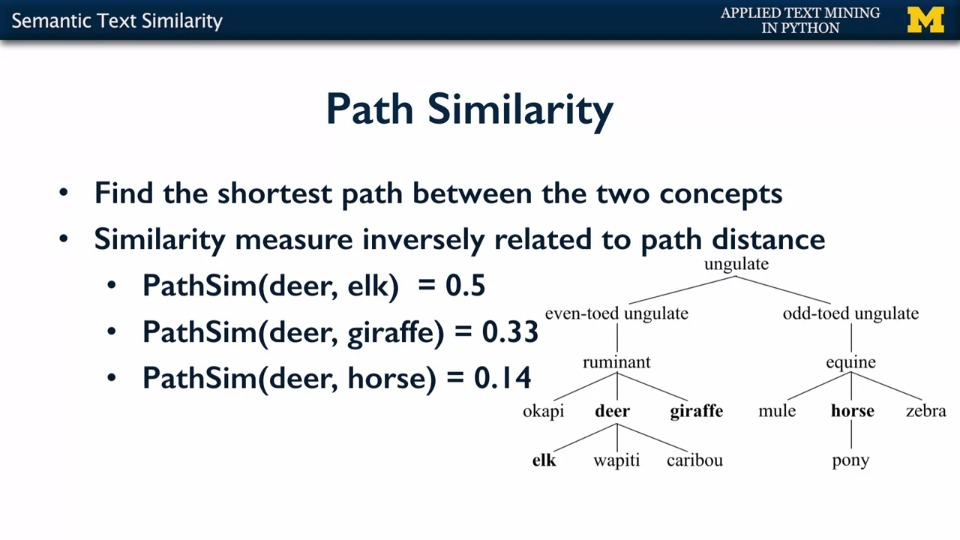 Semantic Text Similarity
APPLIED TEXT MINING
IN PYTHON
M
Path Similarity
• Find the shortest path between the two concepts
• Similarity measure inversely related to path distance
• PathSim(deer, elk) = 0.5
• PathSim(deer, giraffe) = 0.33
• PathSim(deer, horse) = 0.14
ungulate
even-toed ungulate odd-toed ungulate
ruminant equine
okapi deer giraffe mule horse zebra
elk wapiti caribou pony